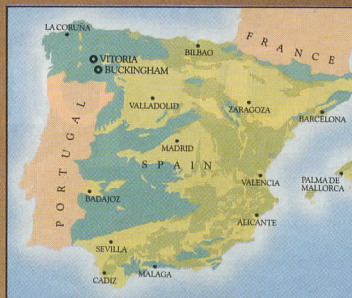 LA CORUÑA
BILBAO
FRANCE
VITORIA
BUCKINGHAM
VALLADOLID
ZARAGOZA
BARCELONA
PORTUGAL
MADRID
SPAIN
VALENCIA
PALMA DE
MALLORCA
BADAJOZ
ALICANTE
SEVILLA
CADIZ
MALAGA